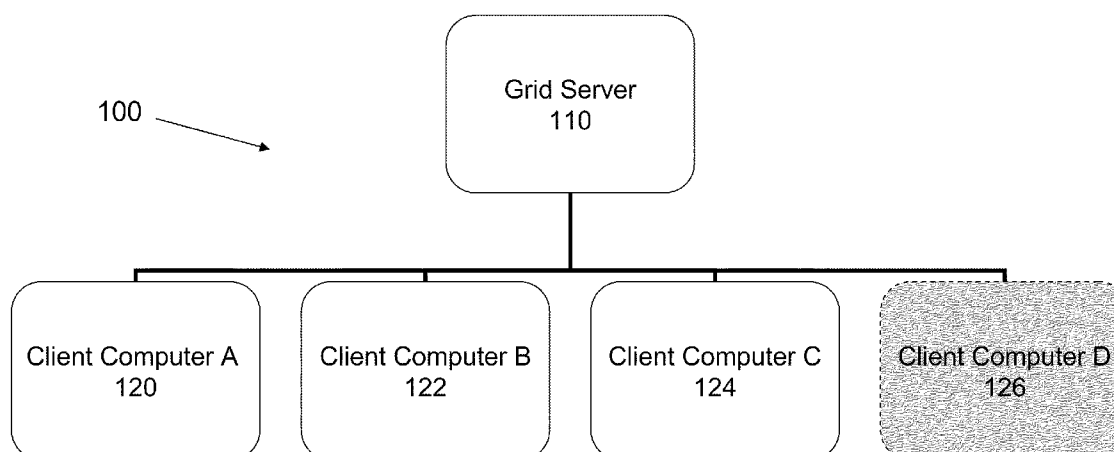 Grid Server
110
100
Client Computer A
120
Client Computer B
122
Client Computer C
124
Client Computer D
126